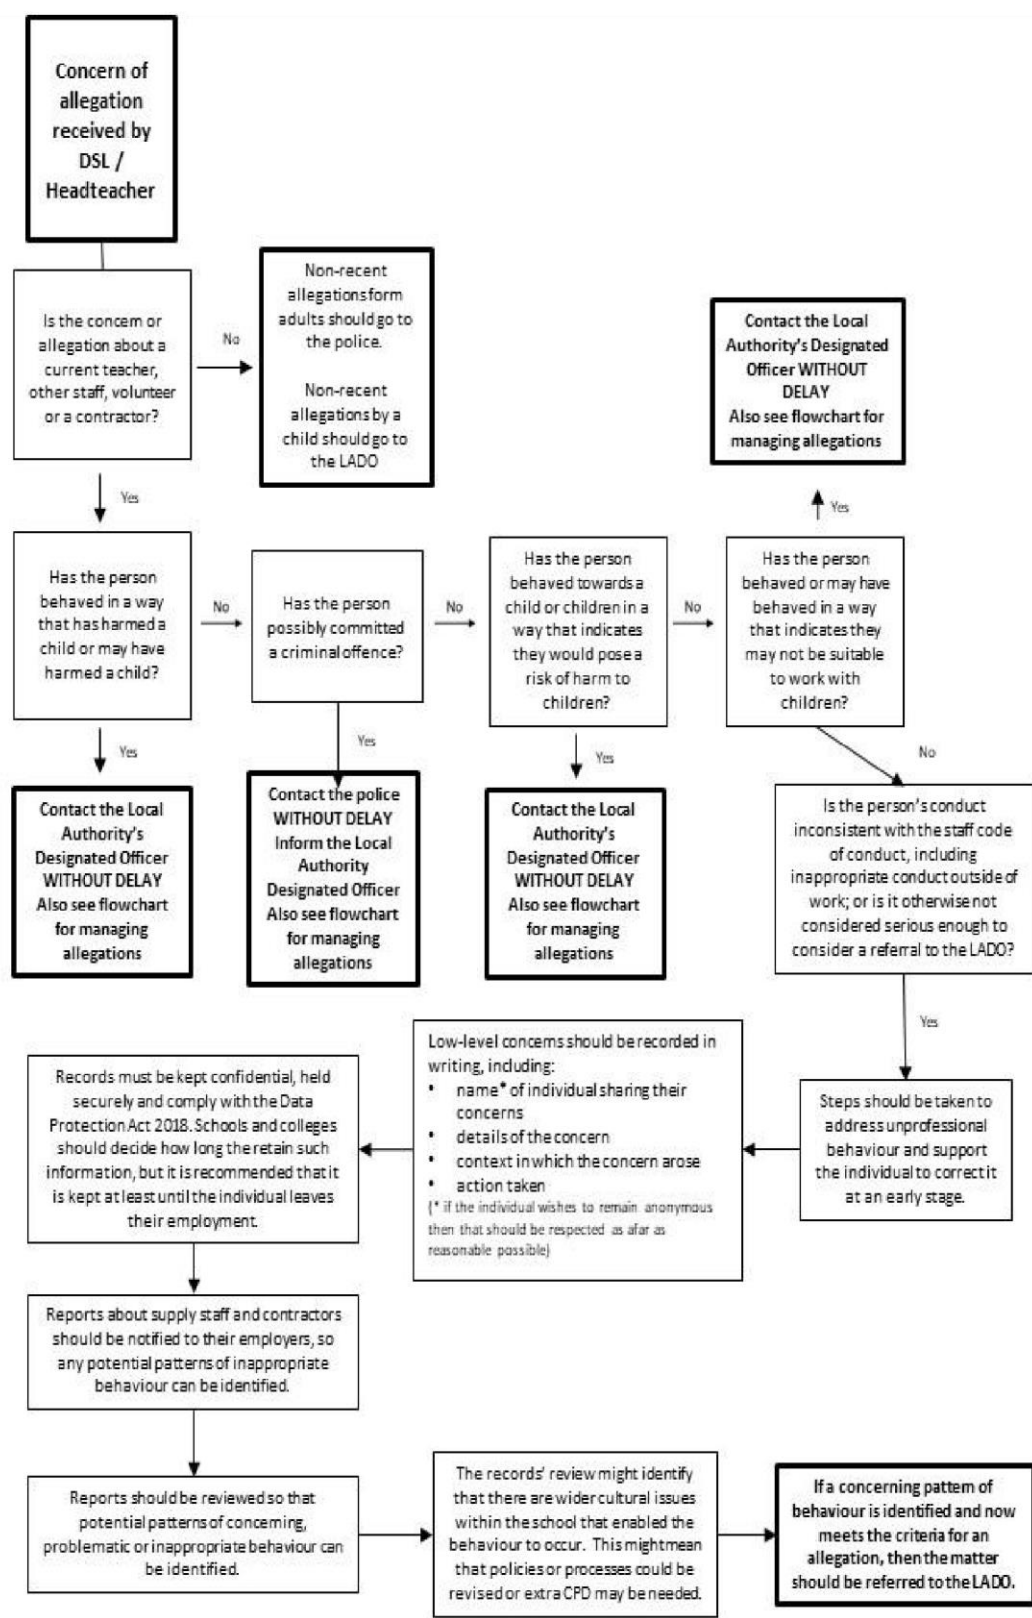 Concern of
allegation
received by
DSL /
Headteacher
Is the concern or
allegation about a
current teacher,
other staff, volunteer
or a contractor?
No
Non-recent
allegations form
adults should go to
the police.
Non-recent
allegations by a
child should go to
the LADO
Contact the Local
Authority's Designated
Officer WITHOUT
DELAY
Also see flowchart for
managing allegations
Yes
Yes
Has the person
behaved in a way
that has harmed a
child or may have
harmed a child?
No
Has the person
possibly committed
a criminal offence?
No
Has the person
behaved towards a
child or children in a
way that indicates
they would pose a
risk of harm to
children?
No
Has the person
behaved or may have
behaved in a way
that indicates they
may not be suitable
to work with
children?
Yes
Yes
Yes
No
Contact the Local
Authority's
Designated Officer
WITHOUT DELAY
Also see flowchart
for managing
allegations
Contact the police
WITHOUT DELAY
Inform the Local
Authority
Designated Officer
Also see flowchart
for managing
allegations
Contact the Local
Authority's
Designated Officer
WITHOUT DELAY
Also see flowchart
for managing
allegations
Is the person's conduct
inconsistent with the staff code
of conduct, including
inappropriate conduct outside of
work; or is it otherwise not
considered serious enough to
consider a referral to the LADO?
Yes
Steps should be taken to
address unprofessional
behaviour and support
the individual to correct it
at an early stage.
Low-level concerns should be recorded in
writing, including:
• name* of individual sharing their
concerns
• details of the concern
• context in which the concern arose
• action taken
(* if the individual wishes to remain anonymous
then that should be respected as afar as
reasonable possible)
Records must be kept confidential, held
securely and comply with the Data
Protection Act 2018. Schools and colleges
should decide how long the retain such
information, but it is recommended that it
is kept at least until the individual leaves
their employment.
Reports about supply staff and contractors
should be notified to their employers, so
any potential patterns of inappropriate
behaviour can be identified.
Reports should be reviewed so that
potential patterns of concerning,
problematic or inappropriate behaviour can
be identified.
The records' review might identify
that there are wider cultural issues
within the school that enabled the
behaviour to occur. This might mean
that policies or processes could be
revised or extra CPD may be needed.
If a concerning pattern of
behaviour is identified and now
meets the criteria for an
allegation, then the matter
should be referred to the LADO.